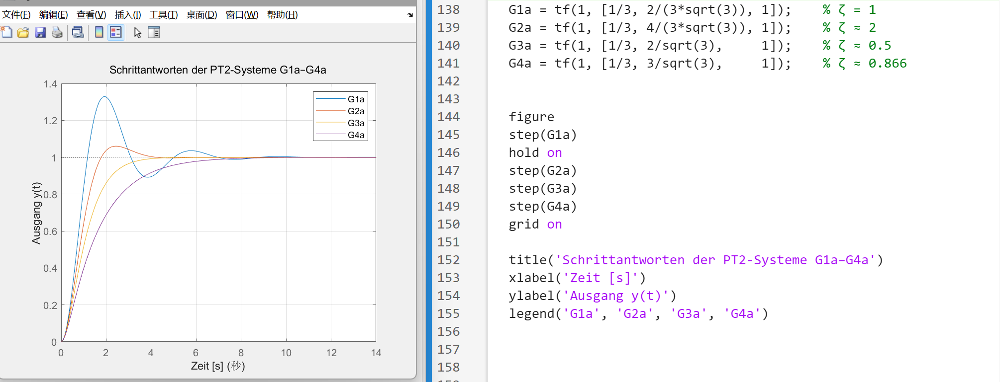 文件(F) 编辑(E) 查看(V) 插入(I) 工具(T) 桌面(D) 窗口(W) 帮助(H)
Schrittantworten der PT2-Systeme G1a–G4a
1.4
1.2
1
0.8
0.6
0.4
0.2
0
Ausgang y(t)
G1a
G2a
G3a
G4a
0 2 4 6 8 10 12 14
Zeit [s] (秒)
138 G1a = tf(1, [1/3, 2/(3*sqrt(3)), 1]); % ζ = 1
139 G2a = tf(1, [1/3, 4/(3*sqrt(3)), 1]); % ζ ≈ 2
140 G3a = tf(1, [1/3, 2/sqrt(3), 1]); % ζ ≈ 0.5
141 G4a = tf(1, [1/3, 3/sqrt(3), 1]); % ζ ≈ 0.866
142
143
144 figure
145 step(G1a)
146 hold on
147 step(G2a)
148 step(G3a)
149 step(G4a)
150 grid on
151
152 title('Schrittantworten der PT2-Systeme G1a–G4a')
153 xlabel('Zeit [s]')
154 ylabel('Ausgang y(t)')
155 legend('G1a', 'G2a', 'G3a', 'G4a')
156
157
158